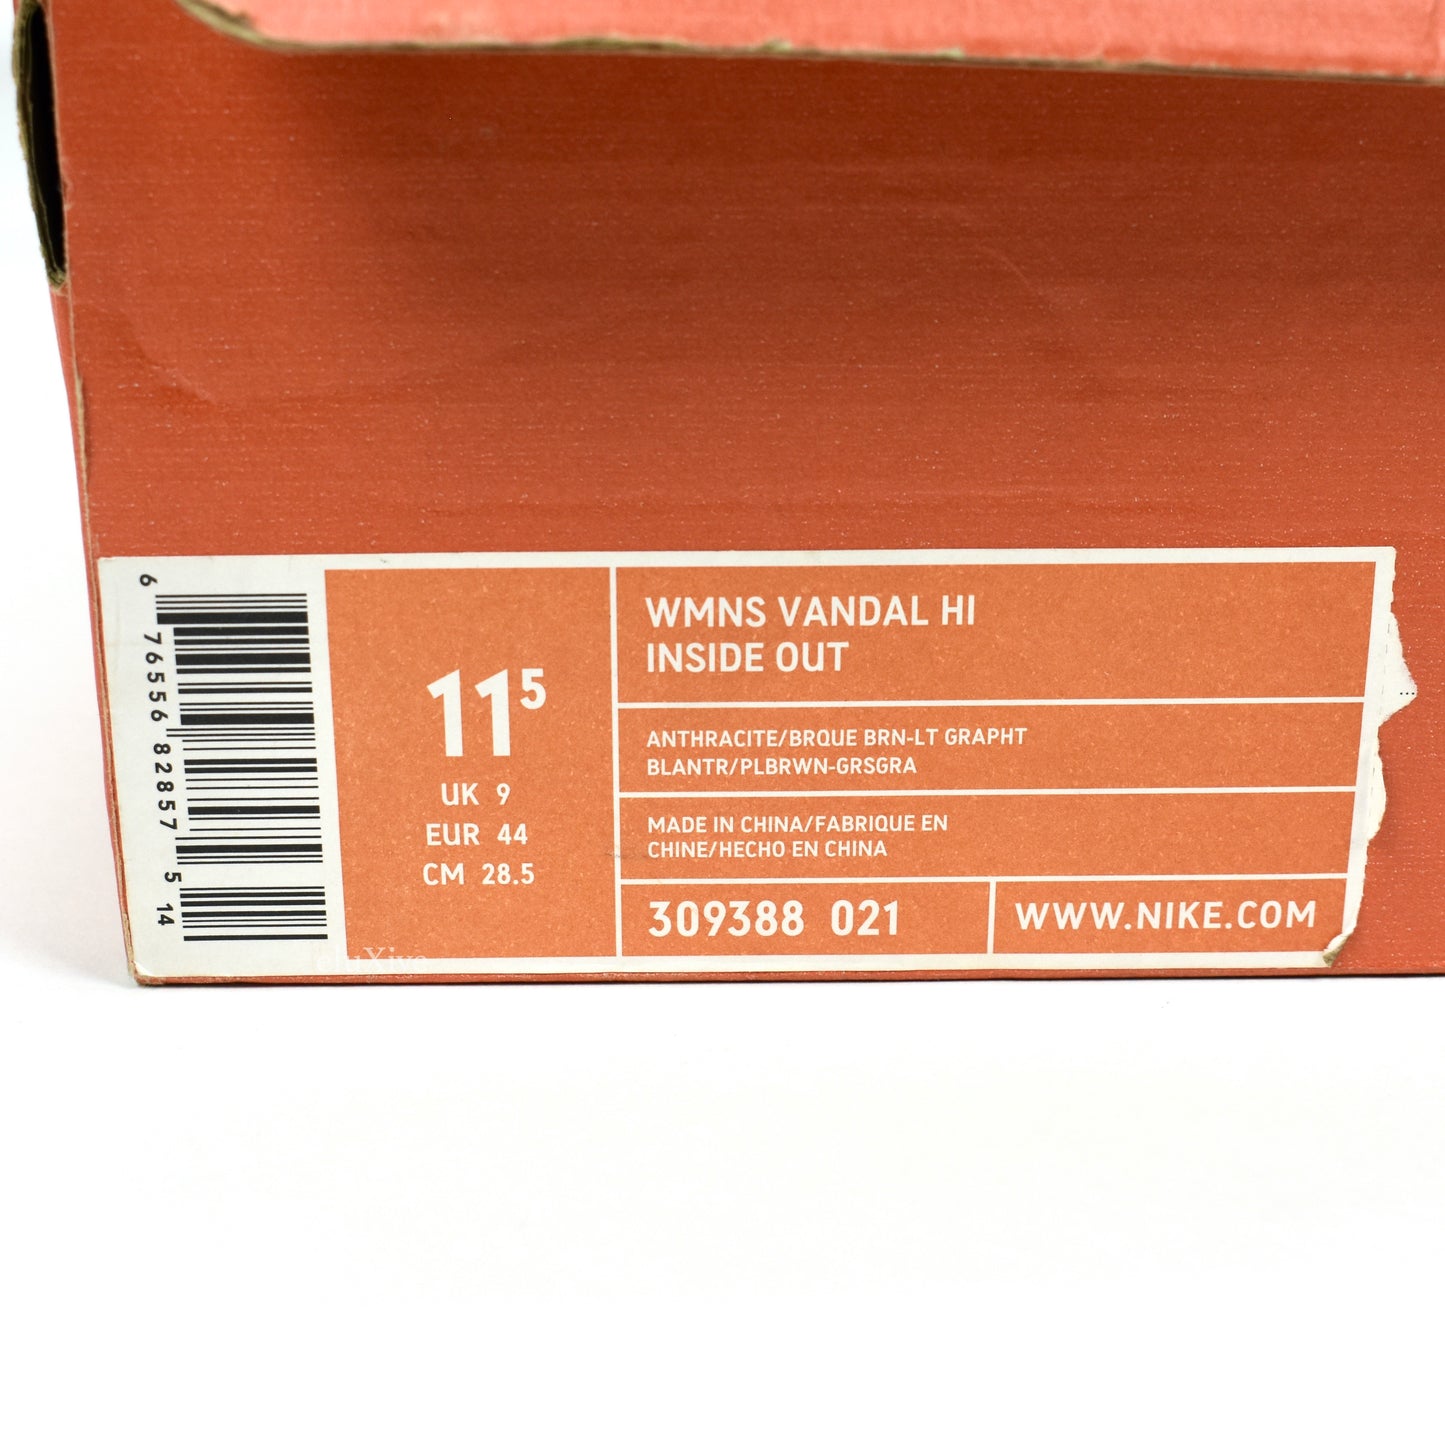 6 76556 82857 5 14
11⁵
UK 9
EUR 44
CM 28.5
WMNS VANDAL HI
INSIDE OUT
ANTHRACITE/BRQUE BRN-LT GRAPHT
BLANTR/PLBRWN-GRSGRA
MADE IN CHINA/FABRIQUE EN
CHINE/HECHO EN CHINA
309388 021
WWW.NIKE.COM